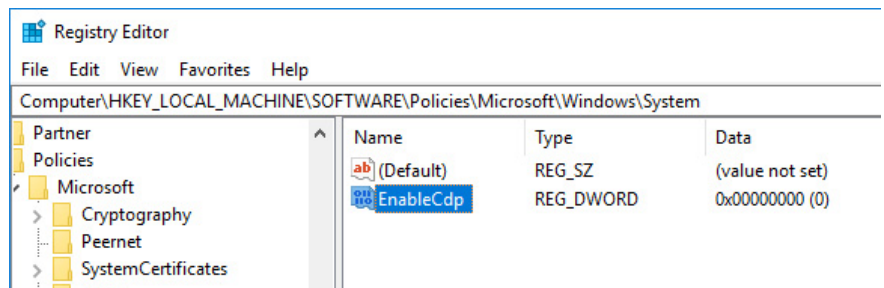 Registry Editor
File Edit View Favorites Help
Computer\HKEY_LOCAL_MACHINE\SOFTWARE\Policies\Microsoft\Windows\System
Partner
Policies
Microsoft
Cryptography
Peernet
SystemCertificates
Name Type Data
ab (Default) REG_SZ (value not set)
EnableCdp REG_DWORD 0x00000000 (0)